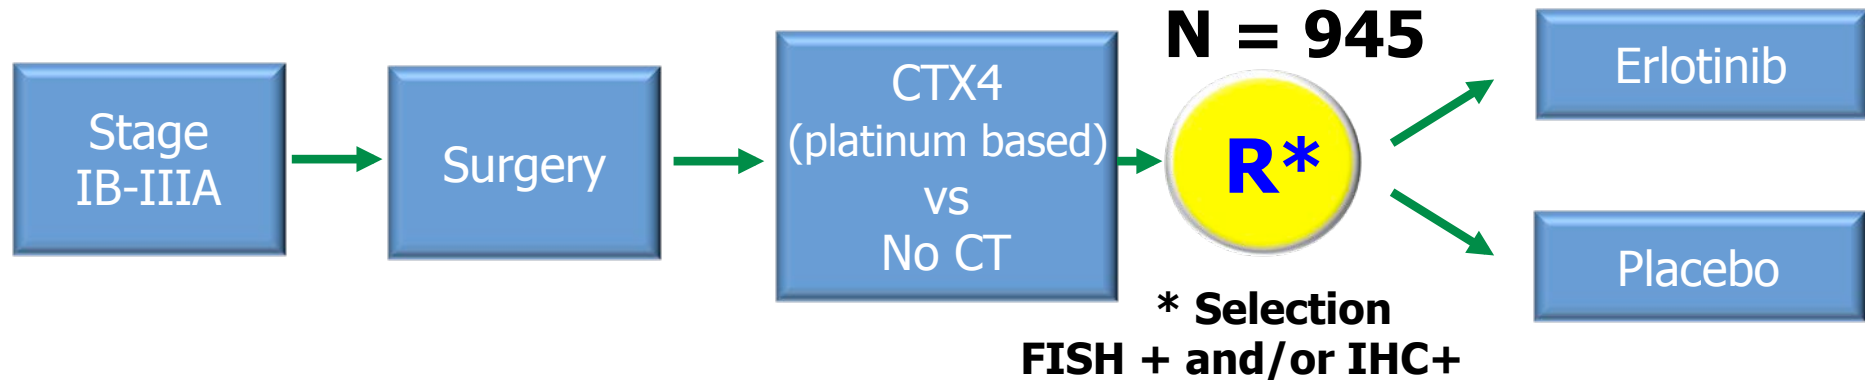 Stage
IB-IIIA
Surgery
CTX4
(platinum based)
vs
No CT
N = 945
R*
* Selection
FISH + and/or IHC+
Erlotinib
Placebo